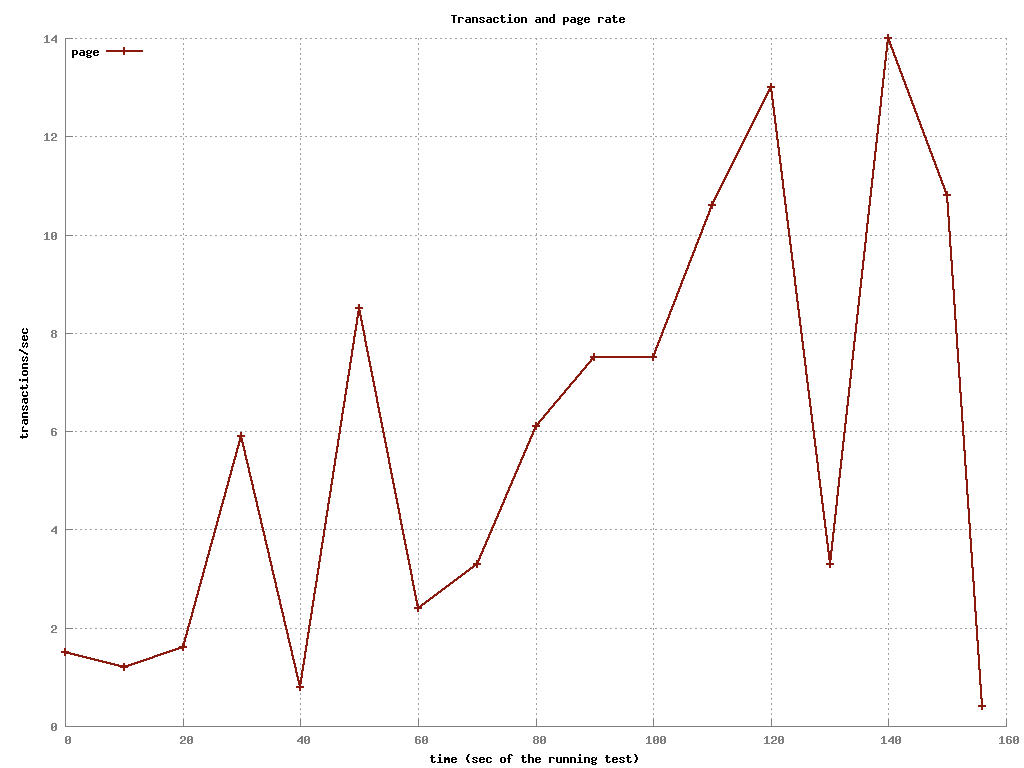 Transaction and page rate
page
14
12
10
8
6
4
2
0
transactions/sec
0 20 40 60 80 100 120 140 160
time (sec of the running test)